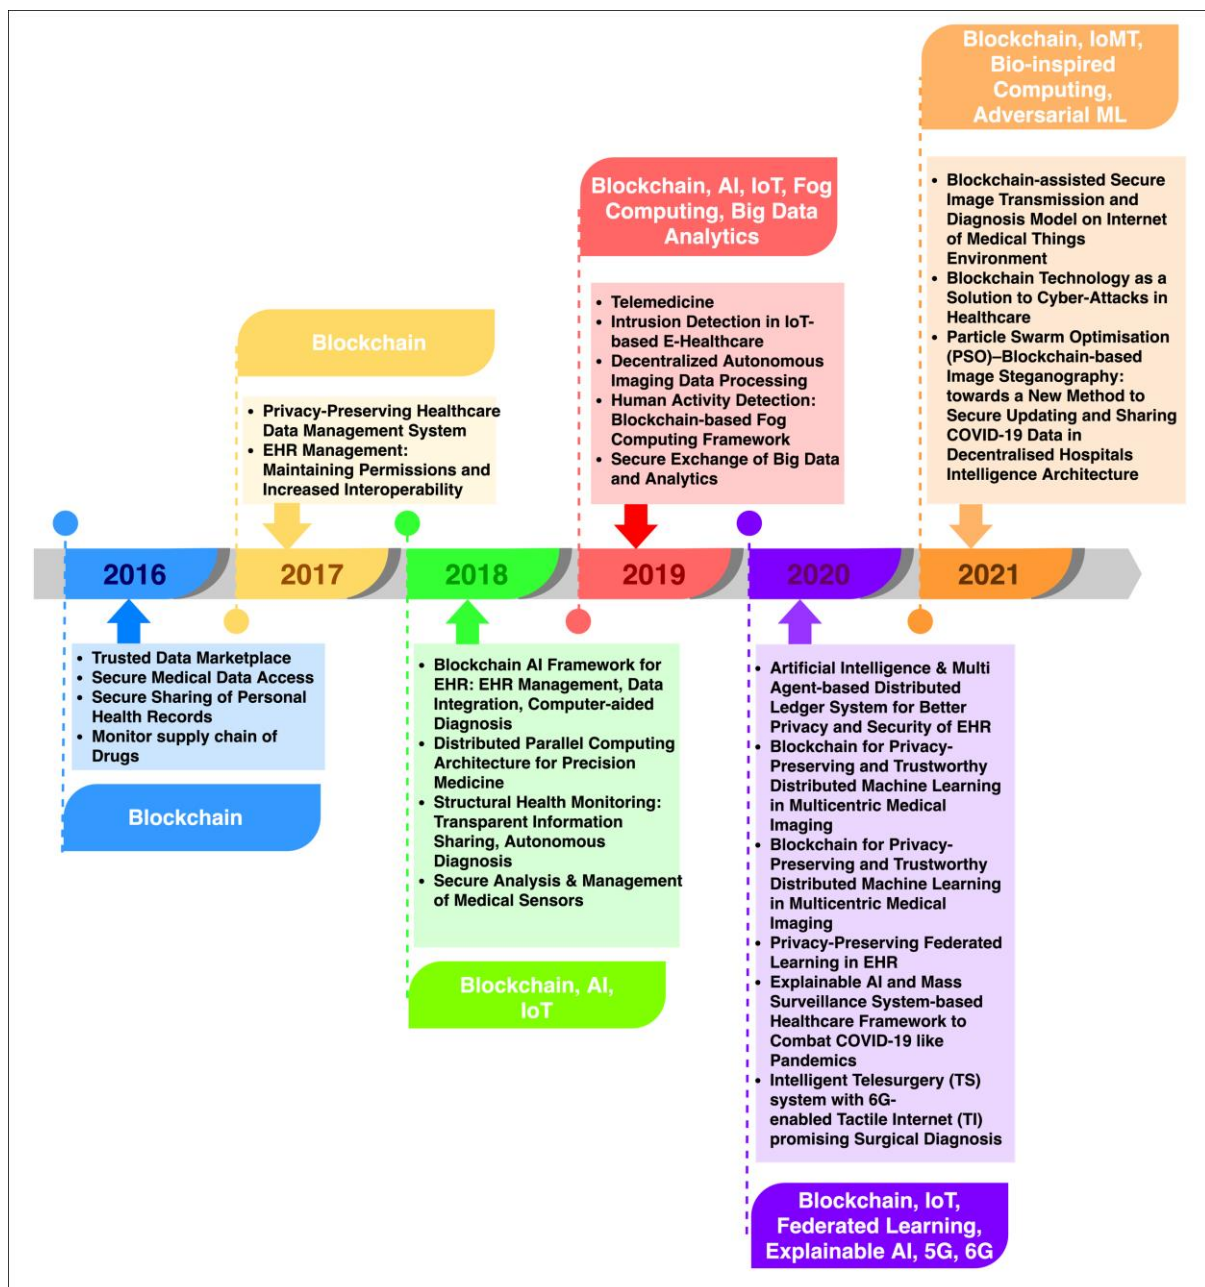 Blockchain, IoMT,
Bio-inspired
Computing,
Adversarial ML
• Blockchain-assisted Secure
Image Transmission and
Diagnosis Model on Internet
of Medical Things
Environment
• Blockchain Technology as a
Solution to Cyber-Attacks in
Healthcare
• Particle Swarm Optimisation
(PSO)–Blockchain-based
Image Steganography:
towards a New Method to
Secure Updating and Sharing
COVID-19 Data in
Decentralised Hospitals
Intelligence Architecture
Blockchain, AI, IoT, Fog
Computing, Big Data
Analytics
• Telemedicine
• Intrusion Detection in IoT-
based E-Healthcare
• Decentralized Autonomous
Imaging Data Processing
• Human Activity Detection:
Blockchain-based Fog
Computing Framework
• Secure Exchange of Big Data
and Analytics
Blockchain
• Privacy-Preserving Healthcare
Data Management System
• EHR Management:
Maintaining Permissions and
Increased Interoperability
2016
2017
2018
2019
2020
2021
• Trusted Data Marketplace
• Secure Medical Data Access
• Secure Sharing of Personal
Health Records
• Monitor supply chain of
Drugs
Blockchain
• Blockchain AI Framework for
EHR: EHR Management, Data
Integration, Computer-aided
Diagnosis
• Distributed Parallel Computing
Architecture for Precision
Medicine
• Structural Health Monitoring:
Transparent Information
Sharing, Autonomous
Diagnosis
• Secure Analysis & Management
of Medical Sensors
Blockchain, AI,
IoT
• Artificial Intelligence & Multi
Agent-based Distributed
Ledger System for Better
Privacy and Security of EHR
• Blockchain for Privacy-
Preserving and Trustworthy
Distributed Machine Learning
in Multicentric Medical
Imaging
• Blockchain for Privacy-
Preserving and Trustworthy
Distributed Machine Learning
in Multicentric Medical
Imaging
• Privacy-Preserving Federated
Learning in EHR
• Explainable AI and Mass
Surveillance System-based
Healthcare Framework to
Combat COVID-19 like
Pandemics
• Intelligent Telesurgery (TS)
system with 6G-
enabled Tactile Internet (TI)
promising Surgical Diagnosis
Blockchain, IoT,
Federated Learning,
Explainable AI, 5G, 6G